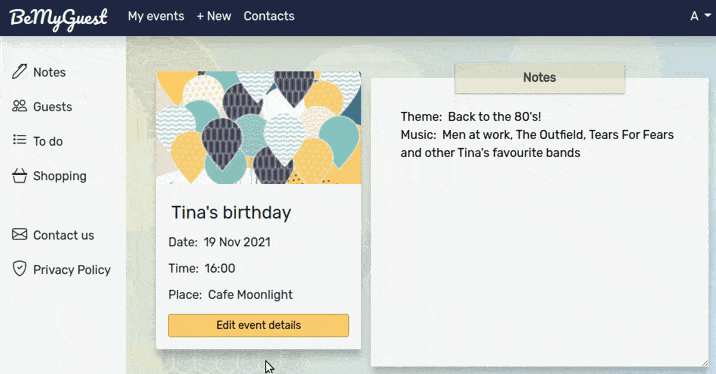 BeMyGuest
My events
+ New
Contacts
A
Notes
Guests
To do
Shopping
Contact us
Privacy Policy
Tina's birthday
Date: 19 Nov 2021
Time: 16:00
Place: Cafe Moonlight
Edit event details
Notes
Theme: Back to the 80's!
Music: Men at work, The Outfield, Tears For Fears
and other Tina's favourite bands